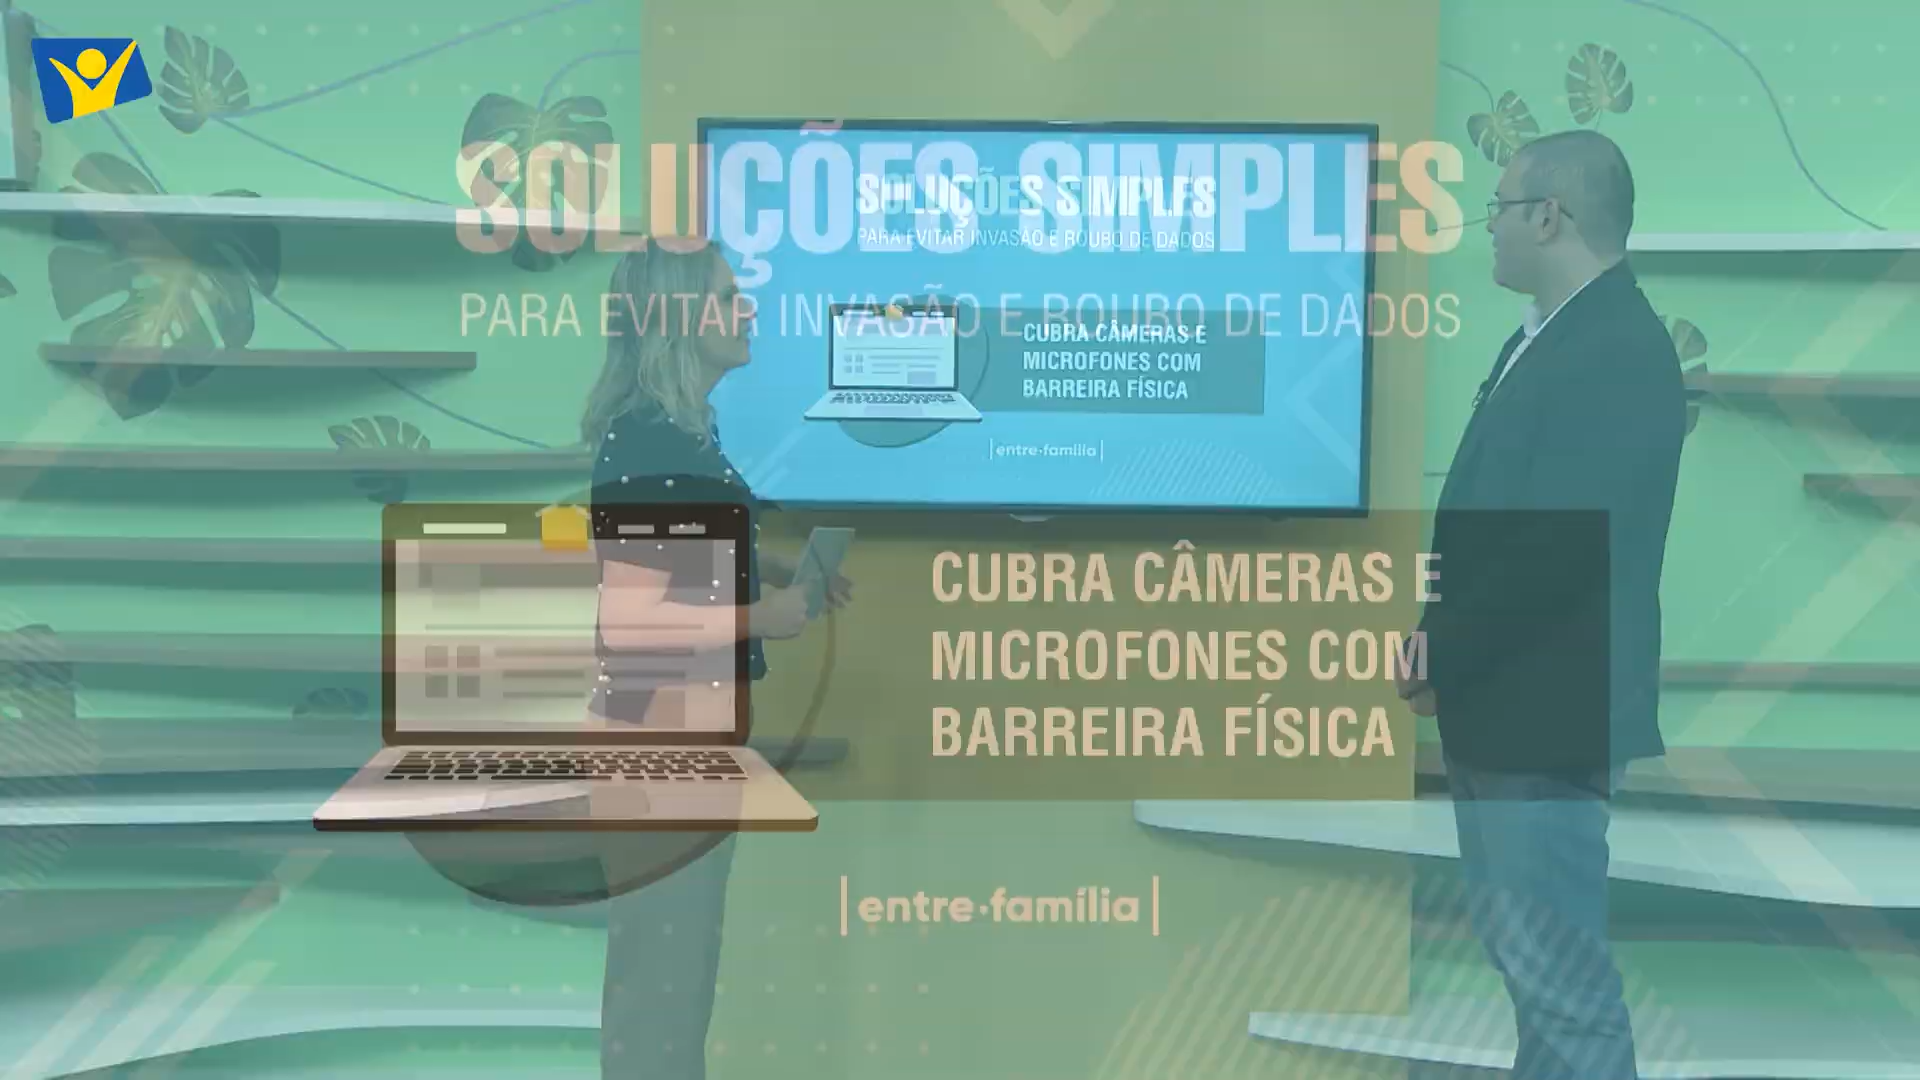 SOLUÇÕES SIMPLES
PARA EVITAR INVASÃO E ROUBO DE DADOS
CUBRA CÂMERAS E
MICROFONES COM
BARREIRA FÍSICA
|entre·família|
SOLUÇÕES SIMPLES
PARA EVITAR INVASÃO E ROUBO DE DADOS
CUBRA CÂMERAS E
MICROFONES COM
BARREIRA FÍSICA
|entre·família|